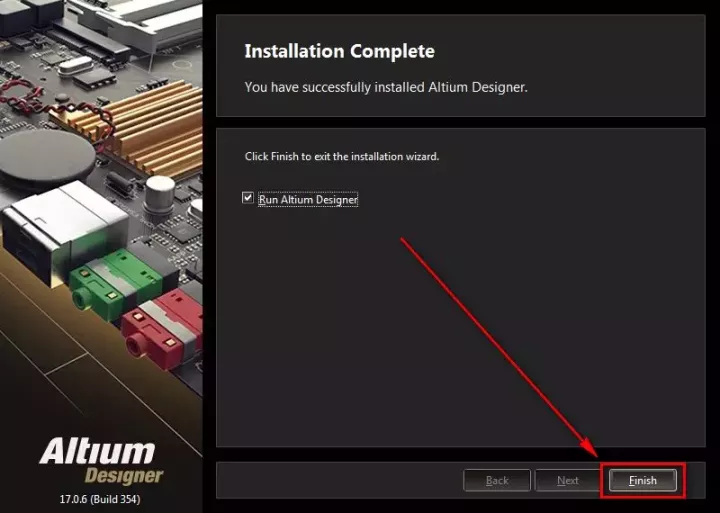 Installation Complete
You have successfully installed Altium Designer.
Click Finish to exit the installation wizard.
Run Altium Designer
Altium
Designer
17.0.6 (Build 354)
Back
Next
Finish